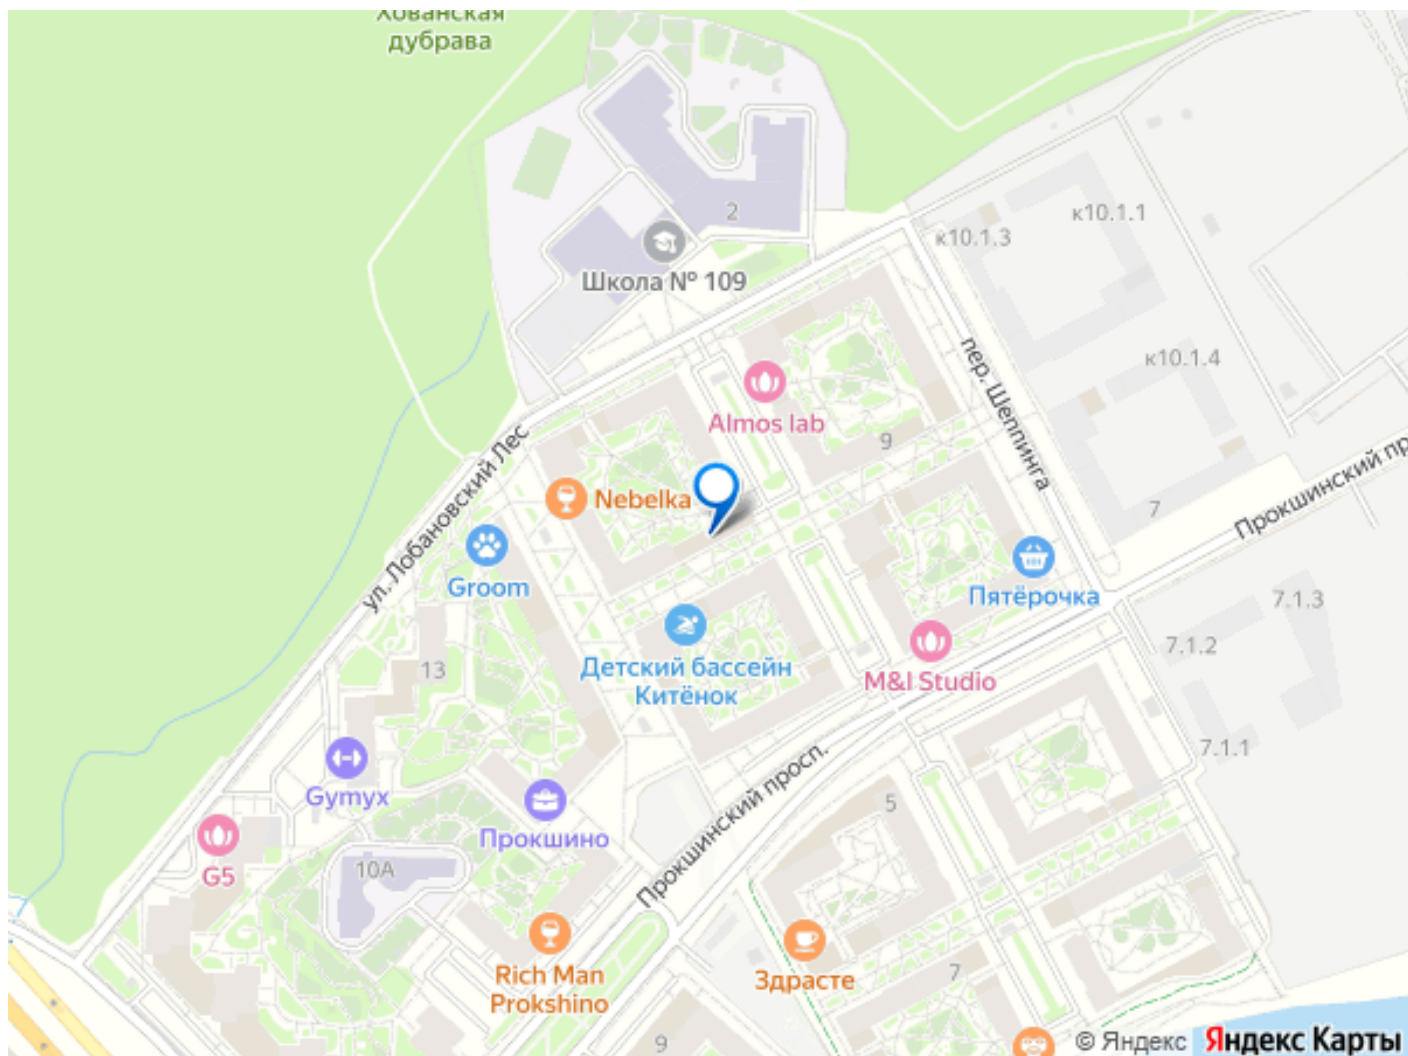 Хованская
дубрава
2
к10.1.1
к10.1.3
Школа № 109
пер. Шеппинга
к10.1.4
Almos lab
9
Прокшинский пр
ул. Лобановский Лес
Nebelka
7
Groom
Пятёрочка
7.1.3
7.1.2
13
Детский бассейн
Китёнок
M&I Studio
7.1.1
Gymyx
Прокшинский просп.
5
Прокшино
G5
10А
Rich Man
Prokshino
Здрасте
7
9
© Яндекс Яндекс Карты